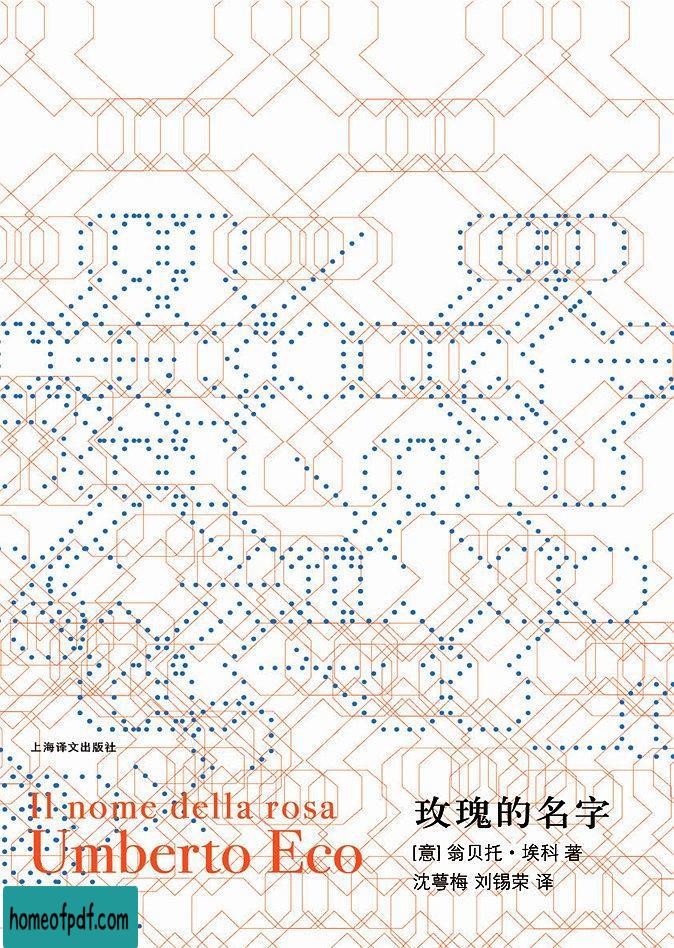 上海译文出版社
Il nome della rosa
Umberto Eco
玫瑰的名字
[意] 翁贝托·埃科 著
沈萼梅 刘锡荣 译
homeofpdf.com